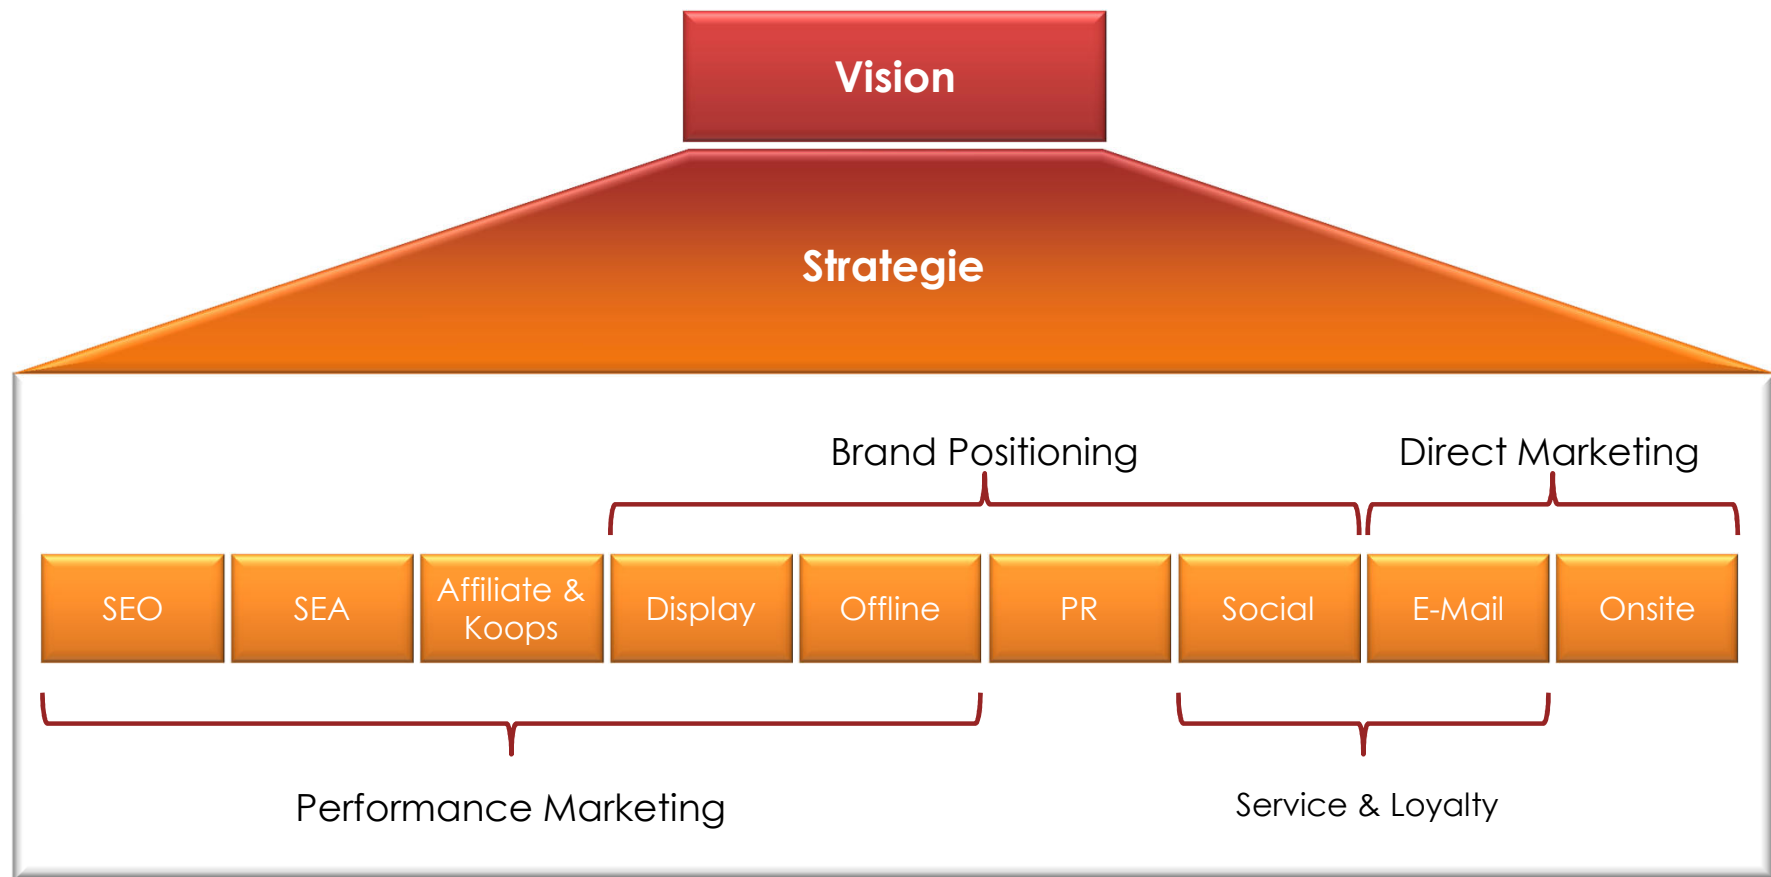 Vision
Strategie
Brand Positioning
Direct Marketing
SEO
SEA
Affiliate &
Koops
Display
Offline
PR
Social
E-Mail
Onsite
Performance Marketing
Service & Loyalty